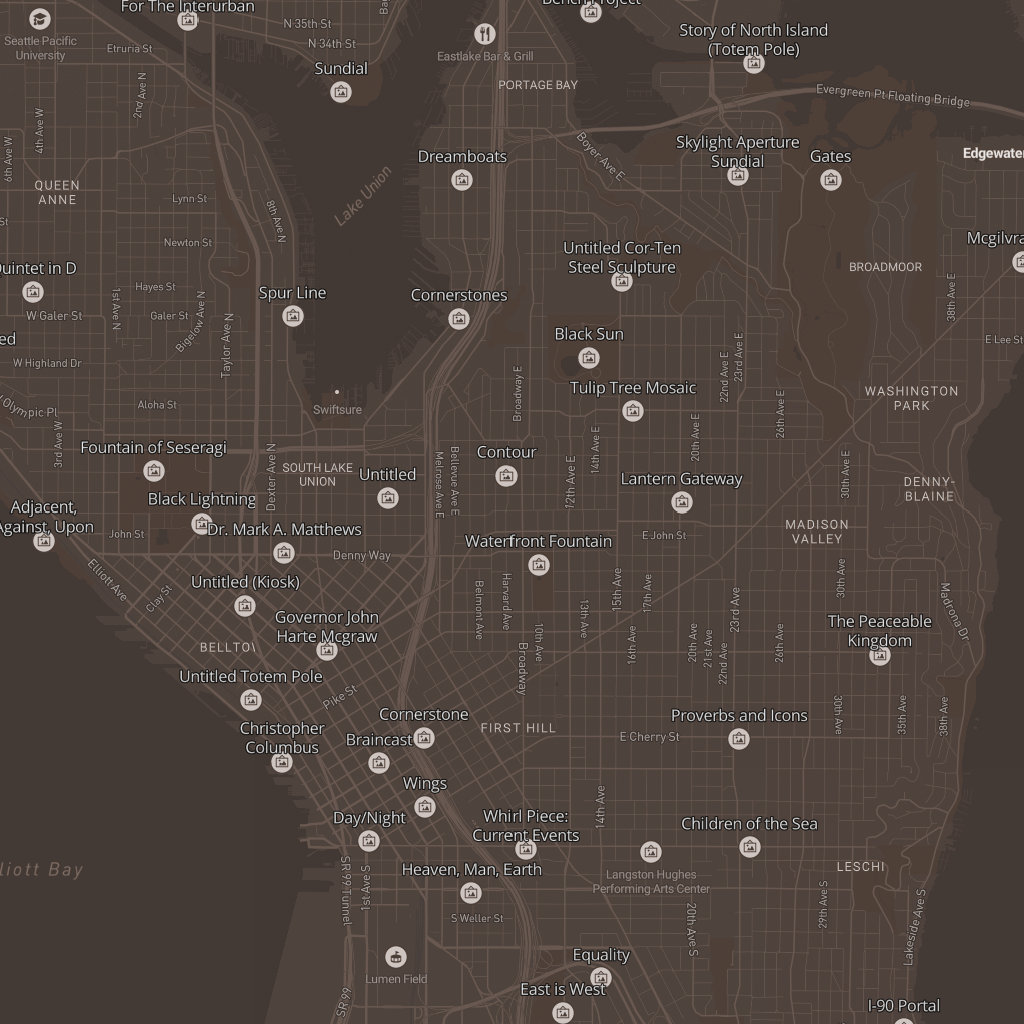 For The Interurban
Seattle Pacific
University
Etruria St
N 35th St
N 34th St
Sundial
Eastlake Bar & Grill
PORTAGE BAY
Story of North Island
(Totem Pole)
Evergreen Pt Floating Bridge
2nd Ave N
4th Ave W
6th Ave W
Dreamboats
Boyer Ave E
Skylight Aperture
Sundial
Gates
Edgewater
QUEEN
ANNE
Lynn St
Lake Union
8th Ave N
Newton St
Untitled Cor-Ten
Steel Sculpture
BROADMOOR
Quintet in D
Hayes St
W Galer St
Galer St
1st Ave N
Bigelow Ave N
Taylor Ave N
Spur Line
Cornerstones
38th Ave E
E Lee St
Black Sun
W Highland Dr
Aloha St
Olympic Pl
3rd Ave W
Swiftsure
Tulip Tree Mosaic
Broadway E
22nd Ave E
23rd Ave E
WASHINGTON
PARK
26th Ave E
20th Ave E
14th Ave E
12th Ave E
Fountain of Seseragi
Dexter Ave N
SOUTH LAKE
UNION
Untitled
Melrose Ave E
Bellevue Ave E
Contour
Lantern Gateway
30th Ave E
DENNY-
BLAINE
Black Lightning
Adjacent,
Against, Upon
John St
Dr. Mark A. Matthews
Denny Way
Waterfront Fountain
E John St
MADISON
VALLEY
Elliott Ave
Clay St
Untitled (Kiosk)
Governor John
Harte Mcgraw
Belmont Ave
Harvard Ave
10th Ave
Broadway
13th Ave
15th Ave
16th Ave
17th Ave
20th Ave
21st Ave
22nd Ave
23rd Ave
26th Ave
30th Ave
Madrona Dr
The Peaceable
Kingdom
Untitled Totem Pole
Pike St
Christopher
Columbus
Cornerstone
Braincast
FIRST HILL
Proverbs and Icons
E Cherry St
30th Ave
35th Ave
38th Ave
Wings
Day/Night
Whirl Piece:
Current Events
14th Ave
Children of the Sea
Heaven, Man, Earth
Langston Hughes
Performing Arts Center
LESCHI
SR 99 Tunnel
1st Ave S
S Weller St
20th Ave S
29th Ave S
Lakeside Ave S
Lumen Field
SR 99
Equality
East is West
I-90 Portal